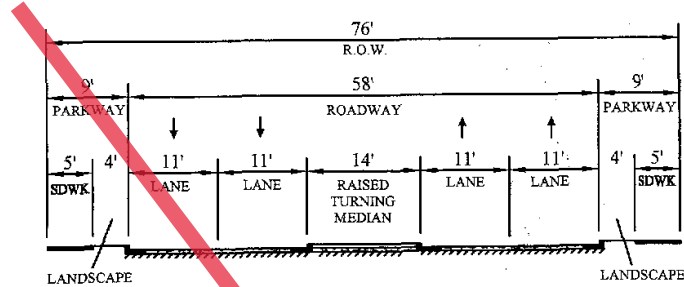 76'
R.O.W.
9' 58' 9'
PARKWAY ROADWAY PARKWAY
5' 4' 11' 11' 14' 11' 11' 4' 5'
SDWK LANE LANE RAISED LANE LANE SDWK
TURNING
MEDIAN
LANDSCAPE LANDSCAPE